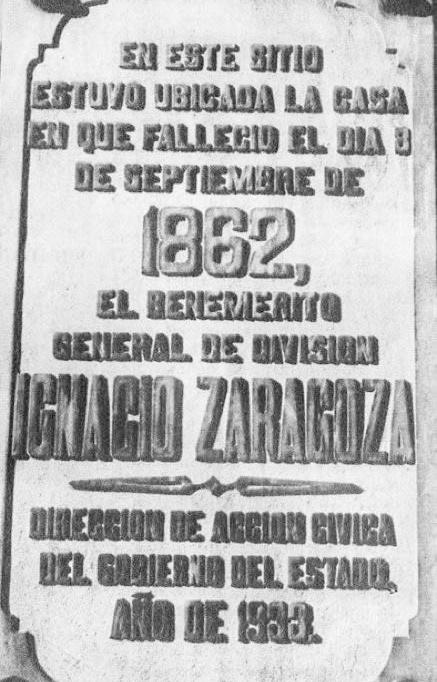 EN ESTE SITIO
ESTUVO UBICADA LA CASA
EN QUE FALLECIO EL DIA 8
DE SEPTIEMBRE DE
1862,
EL BENEMERITO
GENERAL DE DIVISION
IGNACIO ZARAGOZA
DIRECCION DE ACCION CIVICA
DEL GOBIERNO DEL ESTADO,
AÑO DE 1933.